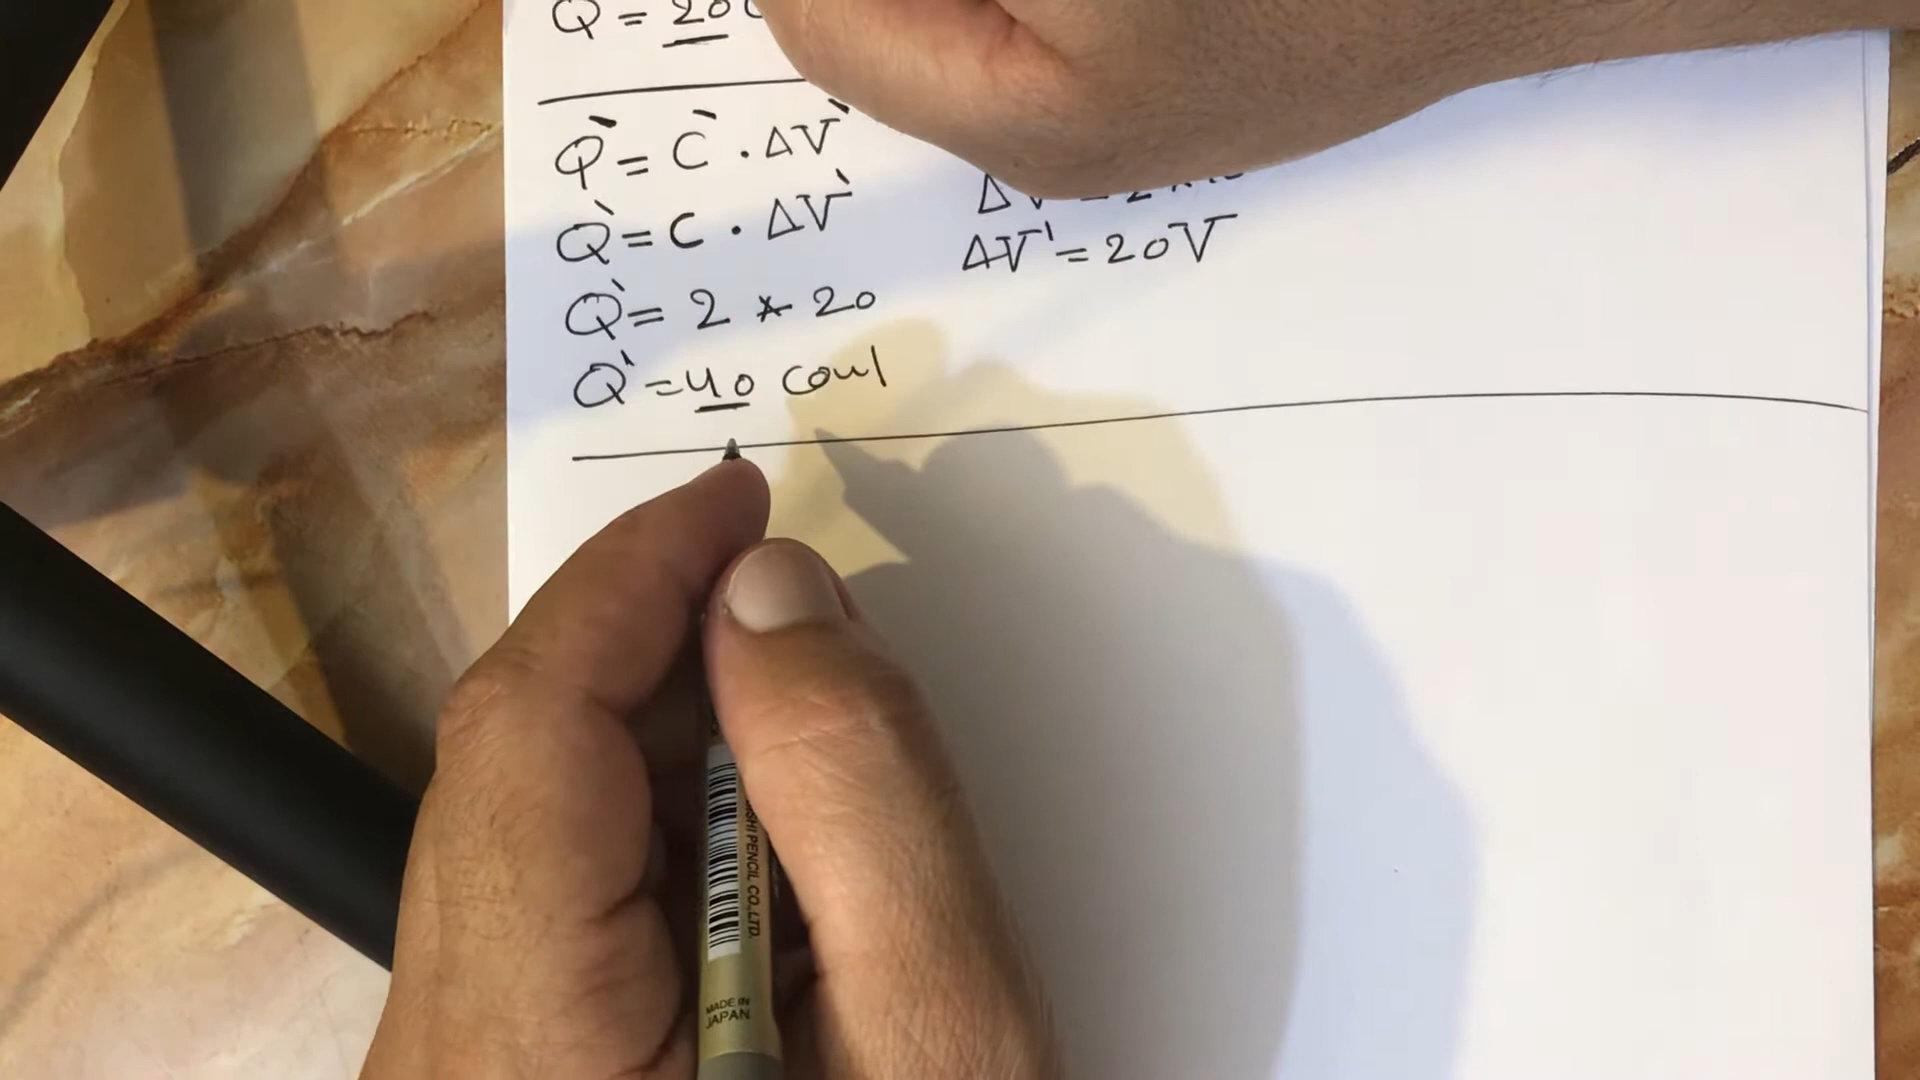 Q = 20
Q̀ = C̀ . ΔV̀
Q̀ = C . ΔV̀
ΔV' = 20V
Q̀ = 2 * 20
Q̀ = 40 coul
MADE IN
JAPAN
PENCIL CO.,LTD.